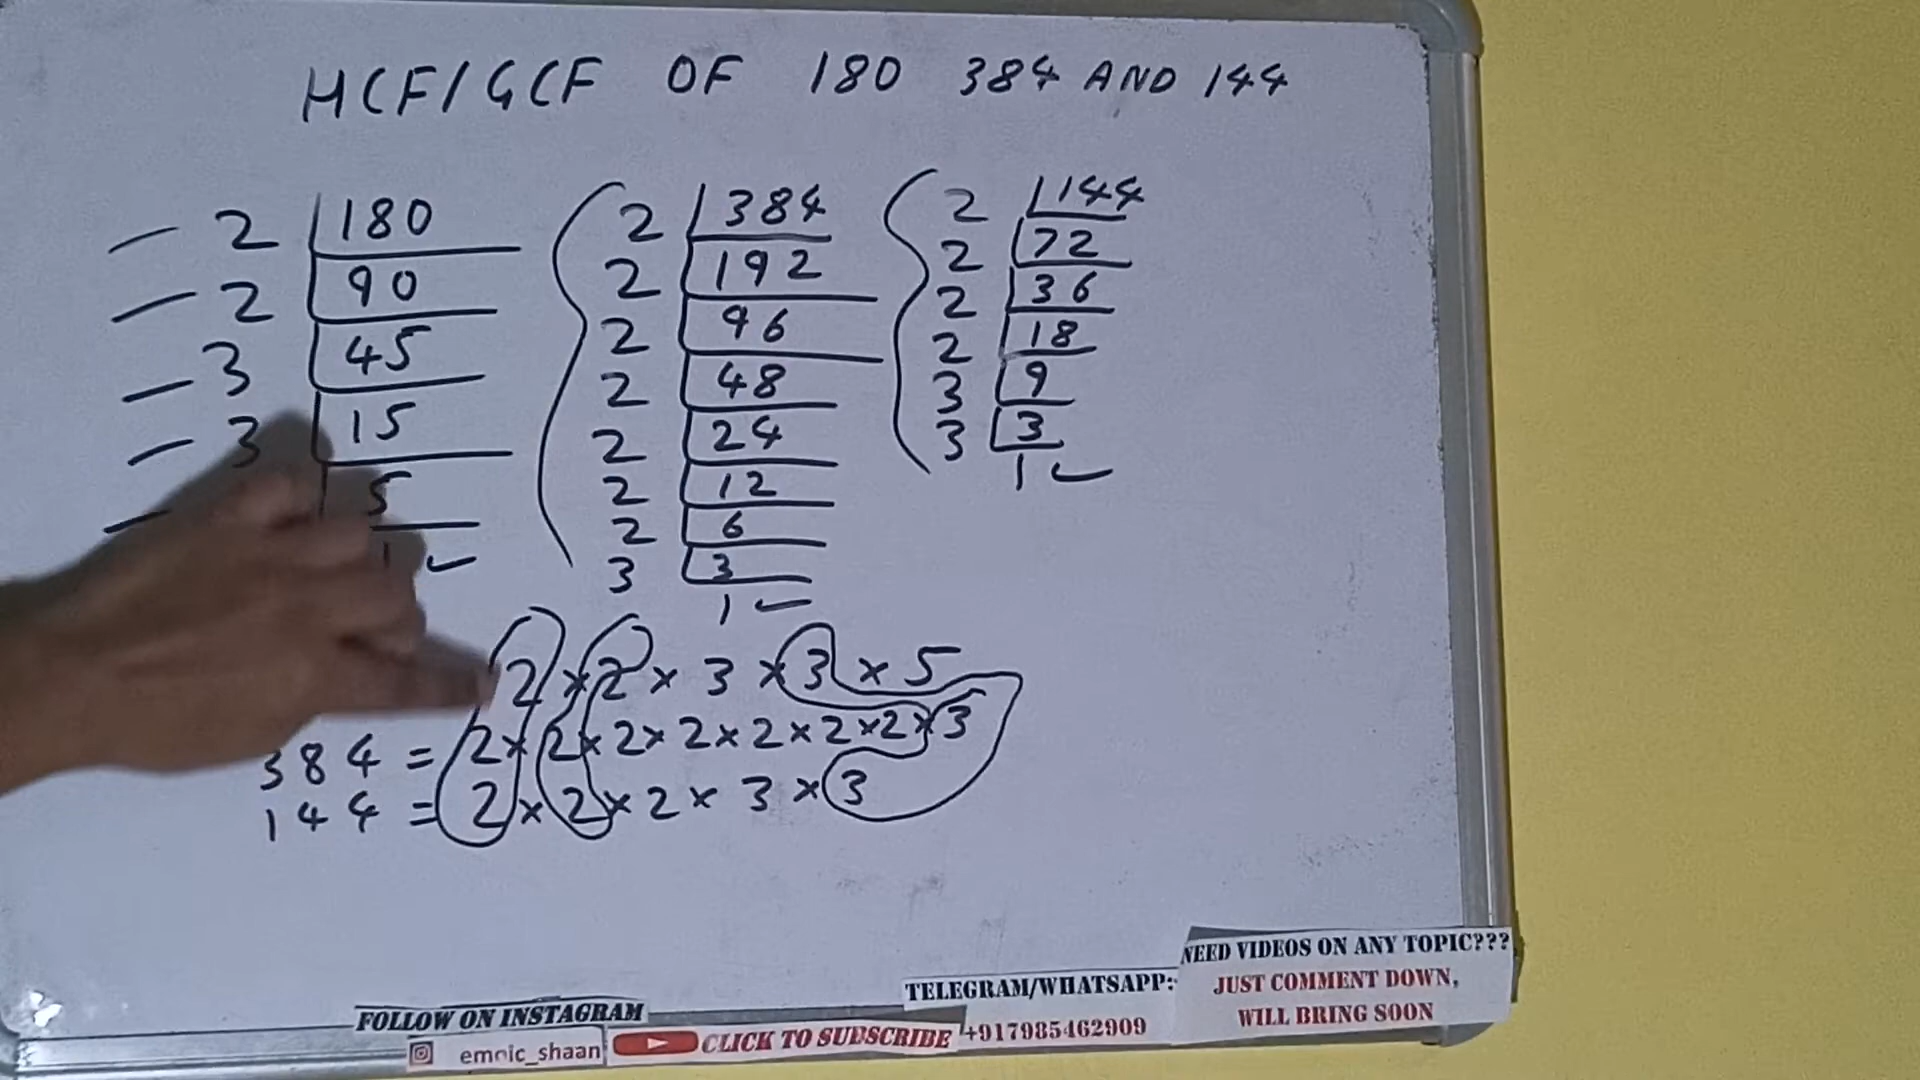 HCF/GCF OF 180 384 AND 144
2 180
2 90
3 45
3 15
5
1
2 384
2 192
2 96
2 48
2 24
2 12
2 6
3 3
1
2 144
2 72
2 36
2 18
3 9
3 3
1
2 × 2 × 3 × 3 × 5
384 = 2 × 2 × 2 × 2 × 2 × 2 × 2 × 3
144 = 2 × 2 × 2 × 3 × 3
NEED VIDEOS ON ANY TOPIC???
JUST COMMENT DOWN,
WILL BRING SOON
TELEGRAM/WHATSAPP:-
+917985462909
FOLLOW ON INSTAGRAM
emoic_shaan
CLICK TO SUBSCRIBE